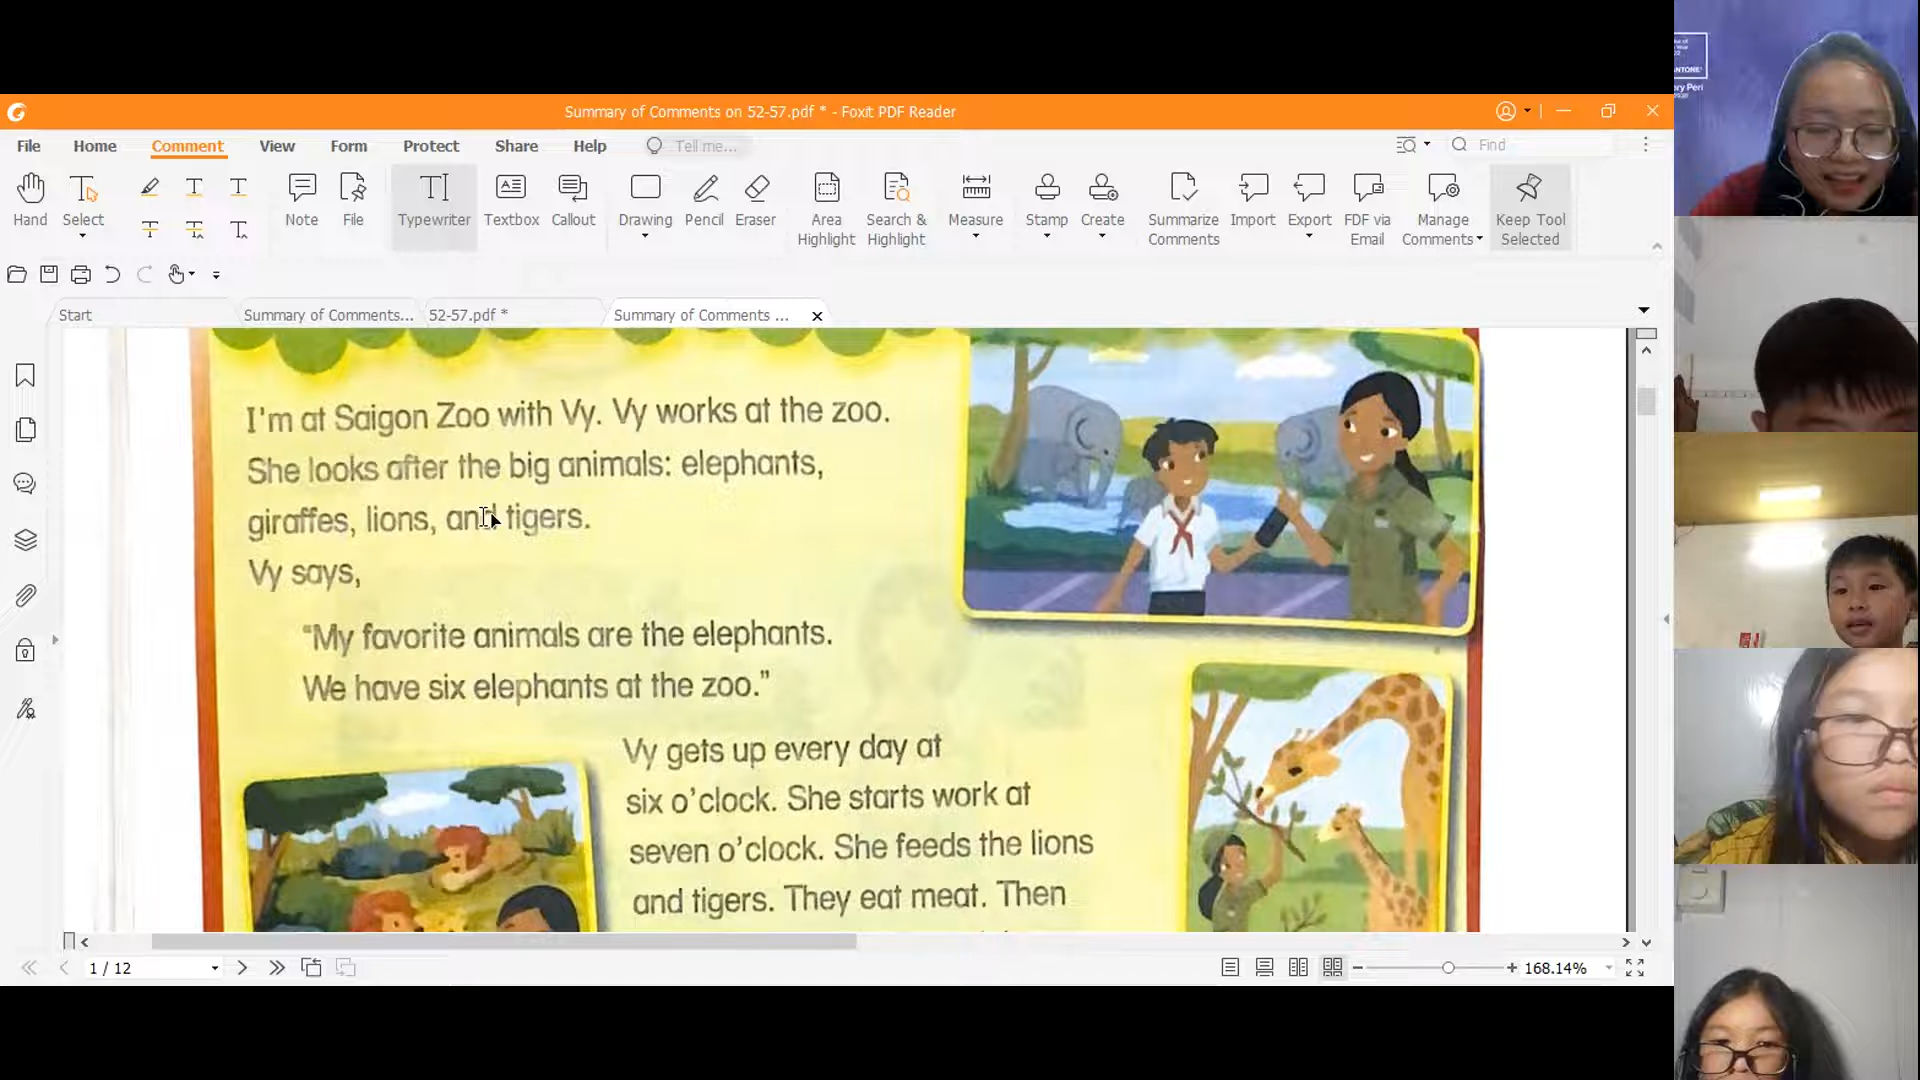 Summary of Comments on 52-57.pdf * - Foxit PDF Reader
File Home Comment View Form Protect Share Help Tell me... Find
Hand Select Note File Typewriter Textbox Callout Drawing Pencil Eraser Area Highlight Search & Highlight Measure Stamp Create Summarize Comments Import Export FDF via Email Manage Comments Keep Tool Selected
Start Summary of Comments... 52-57.pdf * Summary of Comments ...
I'm at Saigon Zoo with Vy. Vy works at the zoo.
She looks after the big animals: elephants,
giraffes, lions, and tigers.
Vy says,
"My favorite animals are the elephants.
We have six elephants at the zoo."
Vy gets up every day at
six o'clock. She starts work at
seven o'clock. She feeds the lions
and tigers. They eat meat. Then
1 / 12
168.14%